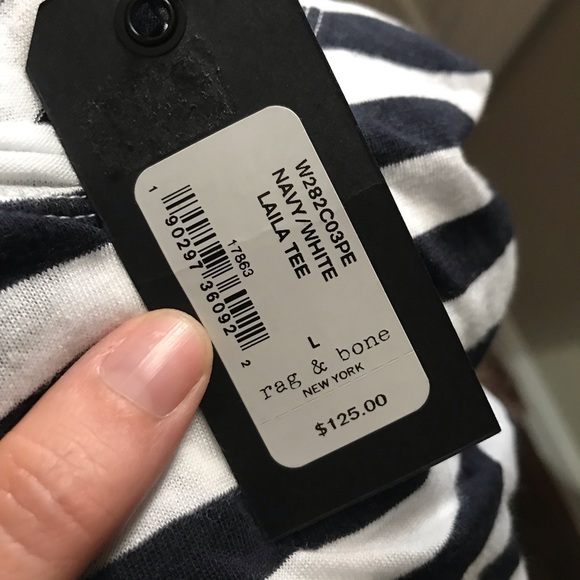 W282C03PE
NAVY/WHITE
LAILA TEE
17863
1 90297 36092 2
L
rag & bone
NEW YORK
$125.00